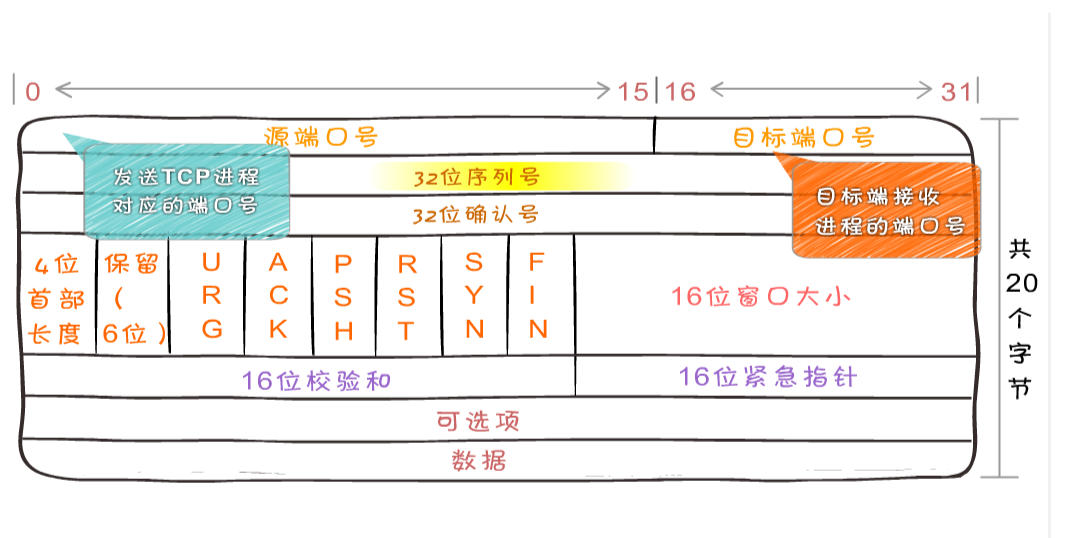 0 15 16 31
源端口号 目标端口号
发送TCP进程
对应的端口号
32位序列号
目标端接收
进程的端口号
32位确认号
4位
首部
长度
保留
(
6位)
URG
ACK
PSH
RST
SYN
FIN
16位窗口大小
16位校验和 16位紧急指针
可选项
数据
共
20
个
字
节